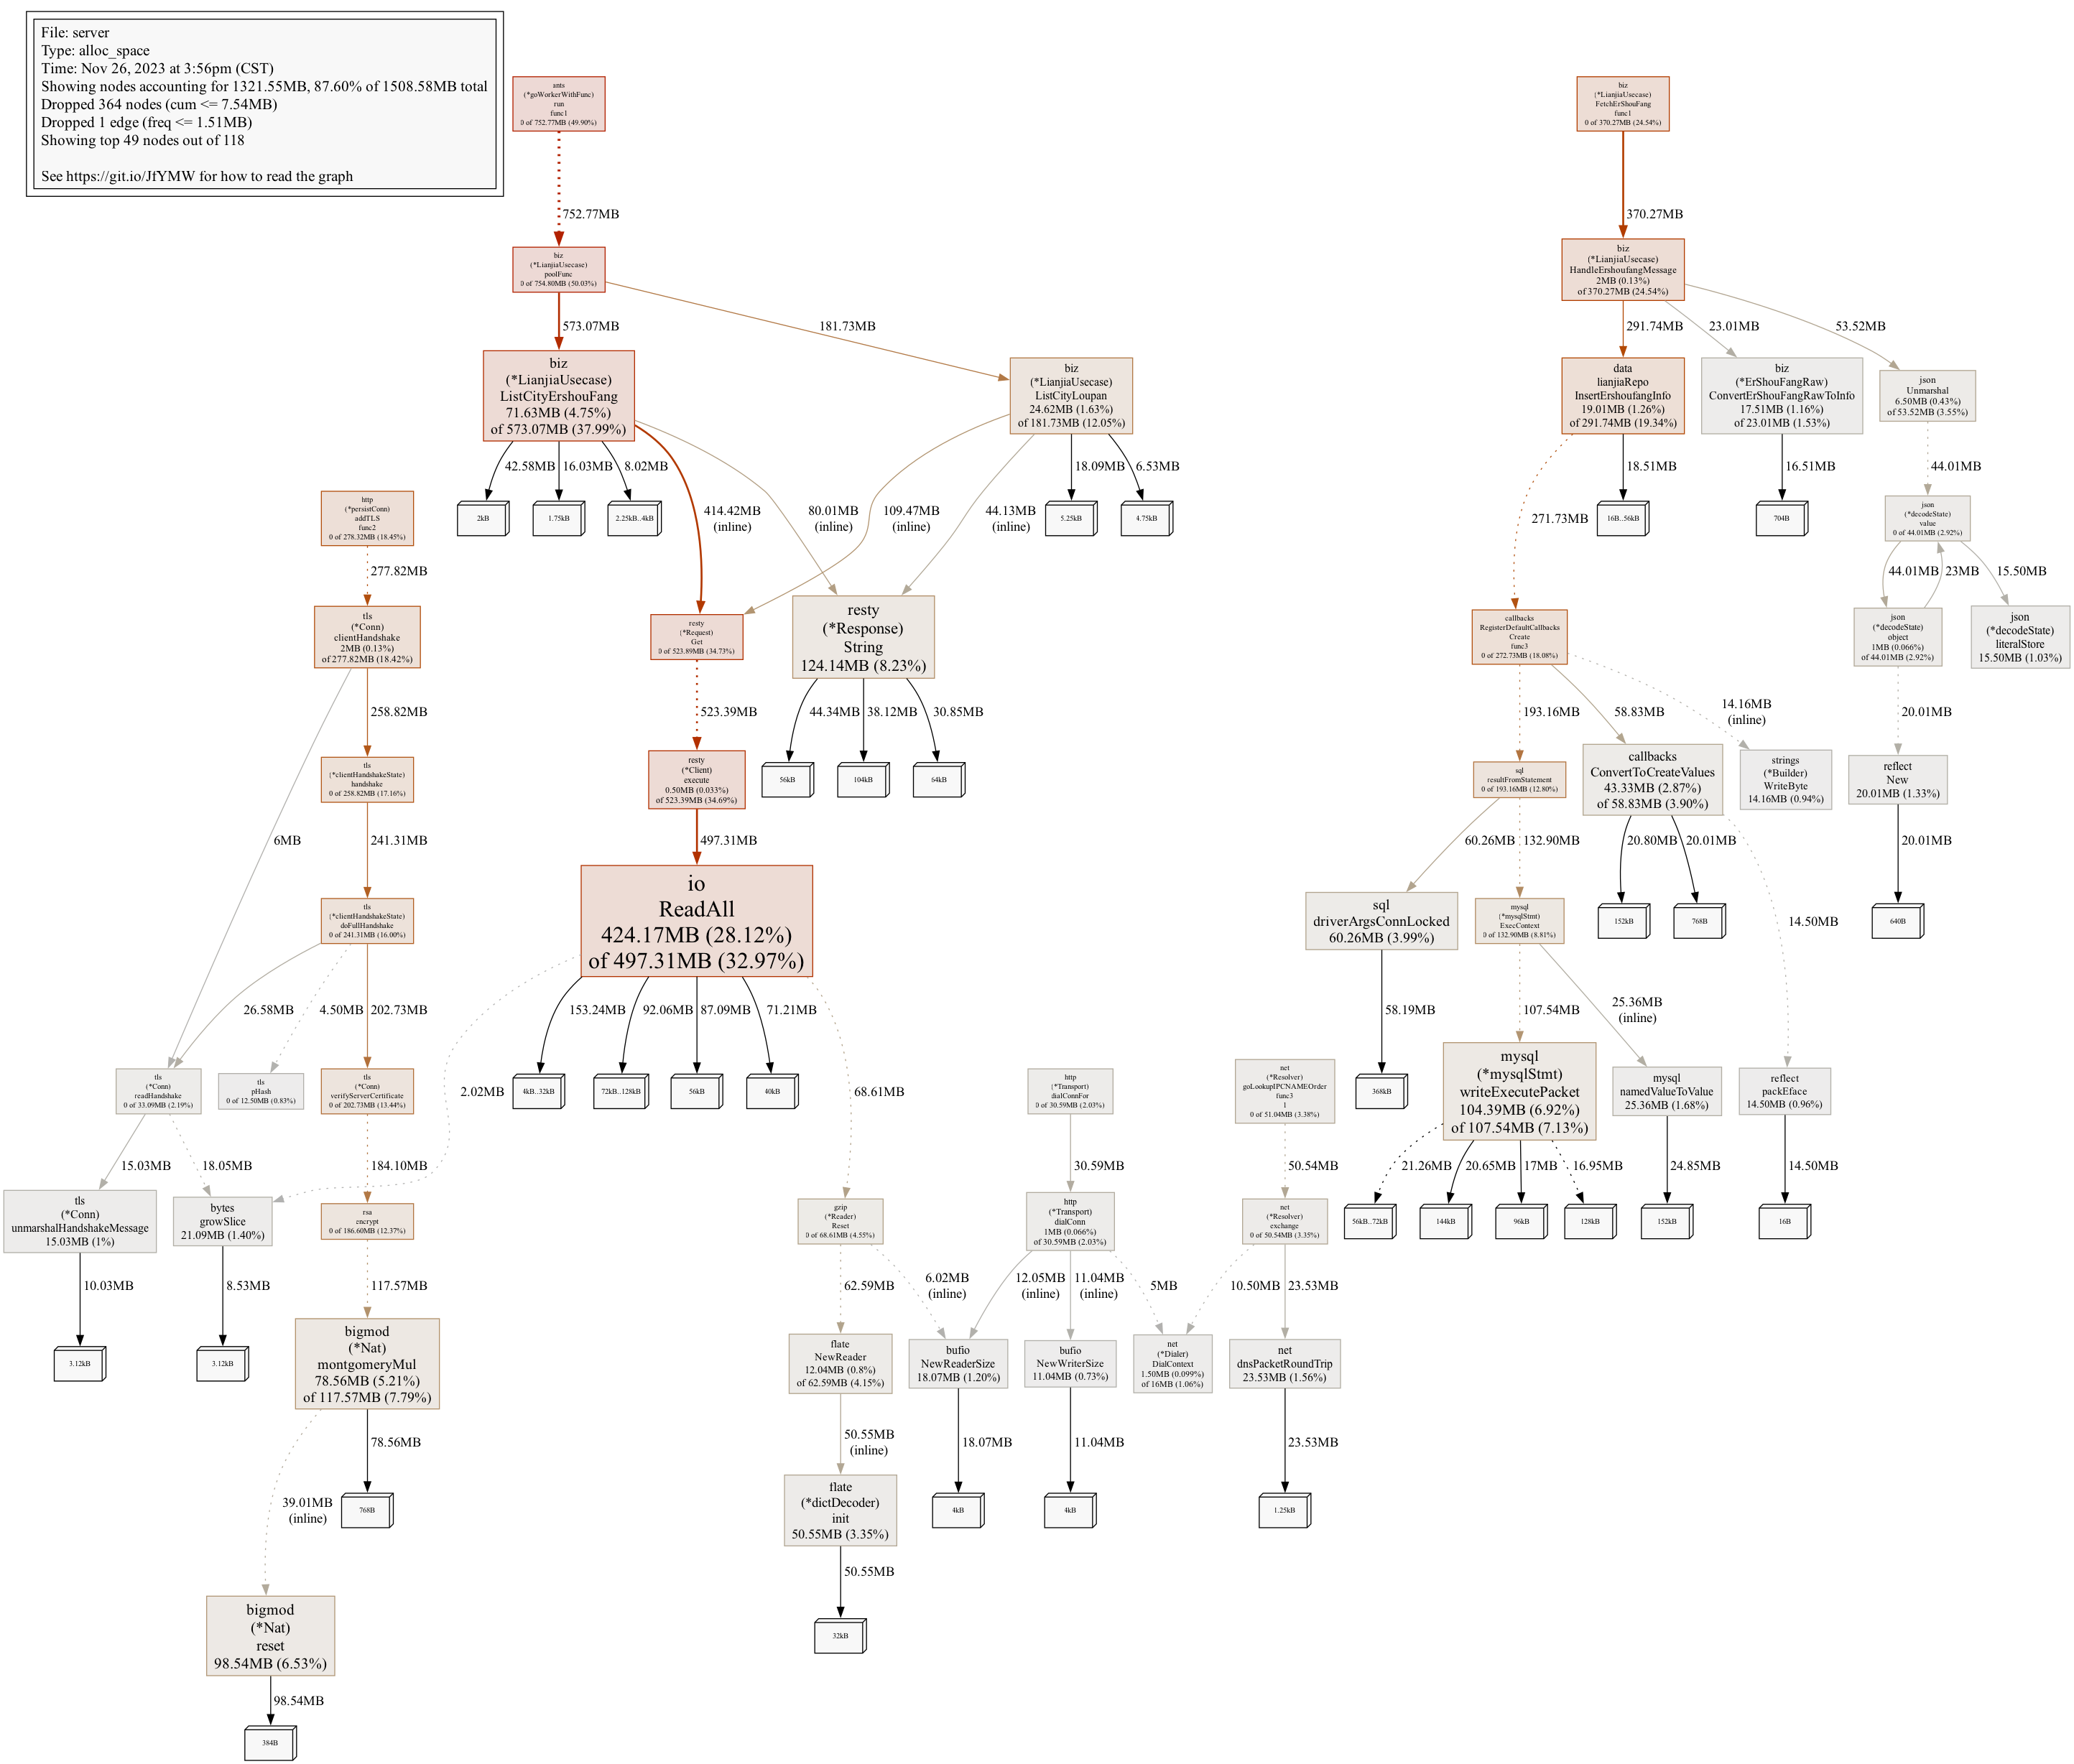 File: server
Type: alloc_space
Time: Nov 26, 2023 at 3:56pm (CST)
Showing nodes accounting for 1321.55MB, 87.60% of 1508.58MB total
Dropped 364 nodes (cum <= 7.54MB)
Dropped 1 edge (freq <= 1.51MB)
Showing top 49 nodes out of 118
See https://git.io/JfYMW for how to read the graph
ants
(*goWorkerWithFunc)
run
func1
0 of 752.77MB (49.90%)
752.77MB
biz
(*LianjiaUsecase)
poolFunc
0 of 754.80MB (50.03%)
573.07MB
181.73MB
biz
(*LianjiaUsecase)
ListCityErshouFang
71.63MB (4.75%)
of 573.07MB (37.99%)
biz
(*LianjiaUsecase)
ListCityLoupan
24.62MB (1.63%)
of 181.73MB (12.05%)
42.58MB
16.03MB
8.02MB
2kB
1.75kB
2.25kB..4kB
414.42MB
(inline)
80.01MB
(inline)
109.47MB
(inline)
44.13MB
(inline)
18.09MB
6.53MB
5.25kB
4.75kB
http
(*persistConn)
addTLS
func2
0 of 278.32MB (18.45%)
277.82MB
tls
(*Conn)
clientHandshake
2MB (0.13%)
of 277.82MB (18.42%)
258.82MB
6MB
tls
(*clientHandshakeState)
handshake
0 of 258.82MB (17.16%)
241.31MB
tls
(*clientHandshakeState)
doFullHandshake
0 of 241.31MB (16.00%)
26.58MB
4.50MB
202.73MB
tls
(*Conn)
readHandshake
0 of 33.09MB (2.19%)
tls
pHash
0 of 12.50MB (0.83%)
tls
(*Conn)
verifyServerCertificate
0 of 202.73MB (13.44%)
15.03MB
18.05MB
184.10MB
tls
(*Conn)
unmarshalHandshakeMessage
15.03MB (1%)
bytes
growSlice
21.09MB (1.40%)
rsa
encrypt
0 of 186.60MB (12.37%)
10.03MB
8.53MB
117.57MB
3.12kB
3.12kB
bigmod
(*Nat)
montgomeryMul
78.56MB (5.21%)
of 117.57MB (7.79%)
39.01MB
(inline)
78.56MB
768B
bigmod
(*Nat)
reset
98.54MB (6.53%)
98.54MB
384B
resty
(*Request)
Get
0 of 523.89MB (34.73%)
resty
(*Response)
String
124.14MB (8.23%)
523.39MB
44.34MB
38.12MB
30.85MB
56kB
104kB
64kB
resty
(*Client)
execute
0.50MB (0.033%)
of 523.39MB (34.69%)
497.31MB
io
ReadAll
424.17MB (28.12%)
of 497.31MB (32.97%)
2.02MB
153.24MB
92.06MB
87.09MB
71.21MB
68.61MB
4kB..32kB
72kB..128kB
56kB
40kB
gzip
(*Reader)
Reset
0 of 68.61MB (4.55%)
62.59MB
6.02MB
(inline)
flate
NewReader
12.04MB (0.8%)
of 62.59MB (4.15%)
50.55MB
(inline)
flate
(*dictDecoder)
init
50.55MB (3.35%)
50.55MB
32kB
http
(*Transport)
dialConnFor
0 of 30.59MB (2.03%)
30.59MB
http
(*Transport)
dialConn
1MB (0.066%)
of 30.59MB (2.03%)
12.05MB
(inline)
11.04MB
(inline)
5MB
bufio
NewReaderSize
18.07MB (1.20%)
bufio
NewWriterSize
11.04MB (0.73%)
18.07MB
11.04MB
4kB
4kB
net
(*Resolver)
goLookupIPCNAMEOrder
func3
1
0 of 51.04MB (3.38%)
50.54MB
net
(*Resolver)
exchange
0 of 50.54MB (3.35%)
10.50MB
23.53MB
net
(*Dialer)
DialContext
1.50MB (0.099%)
of 16MB (1.06%)
net
dnsPacketRoundTrip
23.53MB (1.56%)
23.53MB
1.25kB
biz
(*LianjiaUsecase)
FetchErShouFang
func1
0 of 370.27MB (24.54%)
370.27MB
biz
(*LianjiaUsecase)
HandleErshoufangMessage
2MB (0.13%)
of 370.27MB (24.54%)
291.74MB
23.01MB
53.52MB
data
lianjiaRepo
InsertErshoufangInfo
19.01MB (1.26%)
of 291.74MB (19.34%)
biz
(*ErShouFangRaw)
ConvertErShouFangRawToInfo
17.51MB (1.16%)
of 23.01MB (1.53%)
json
Unmarshal
6.50MB (0.43%)
of 53.52MB (3.55%)
271.73MB
18.51MB
16.51MB
44.01MB
16B..56kB
704B
json
(*decodeState)
value
0 of 44.01MB (2.92%)
44.01MB
23MB
15.50MB
json
(*decodeState)
object
1MB (0.066%)
of 44.01MB (2.92%)
json
(*decodeState)
literalStore
15.50MB (1.03%)
20.01MB
reflect
New
20.01MB (1.33%)
20.01MB
640B
callbacks
RegisterDefaultCallbacks
Create
func3
0 of 272.73MB (18.08%)
193.16MB
58.83MB
14.16MB
(inline)
sql
resultFromStatement
0 of 193.16MB (12.80%)
callbacks
ConvertToCreateValues
43.33MB (2.87%)
of 58.83MB (3.90%)
strings
(*Builder)
WriteByte
14.16MB (0.94%)
60.26MB
132.90MB
20.80MB
20.01MB
14.50MB
152kB
768B
sql
driverArgsConnLocked
60.26MB (3.99%)
mysql
(*mysqlStmt)
ExecContext
0 of 132.90MB (8.81%)
58.19MB
107.54MB
25.36MB
(inline)
368kB
mysql
(*mysqlStmt)
writeExecutePacket
104.39MB (6.92%)
of 107.54MB (7.13%)
mysql
namedValueToValue
25.36MB (1.68%)
reflect
packEface
14.50MB (0.96%)
21.26MB
20.65MB
17MB
16.95MB
24.85MB
14.50MB
56kB..72kB
144kB
96kB
128kB
152kB
16B